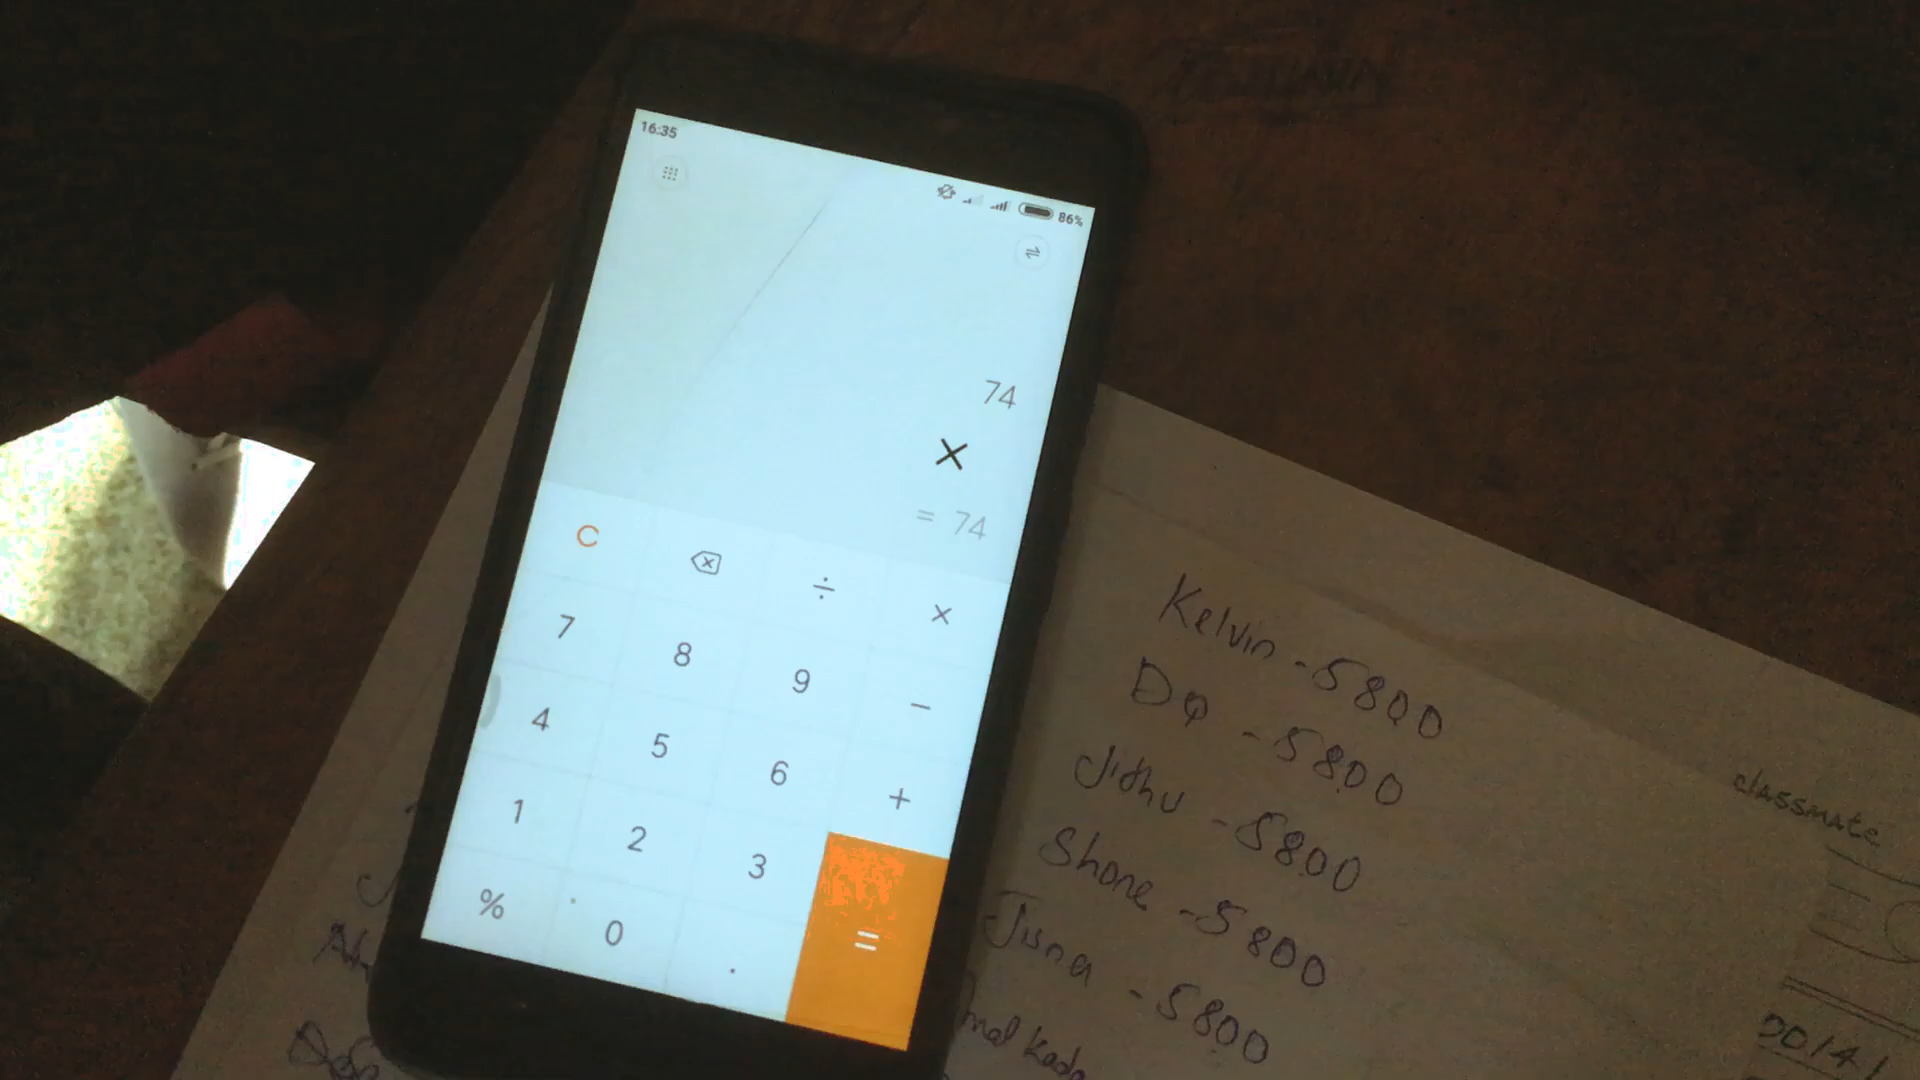 16:35
86%
74
×
= 74
C ÷ ×
7 8 9 −
4 5 6 +
1 2 3
% 0 . =
Kelvin - 5800
DQ - 5800
Jithu - 5800
Shone - 5800
Jisna - 5800
classmate